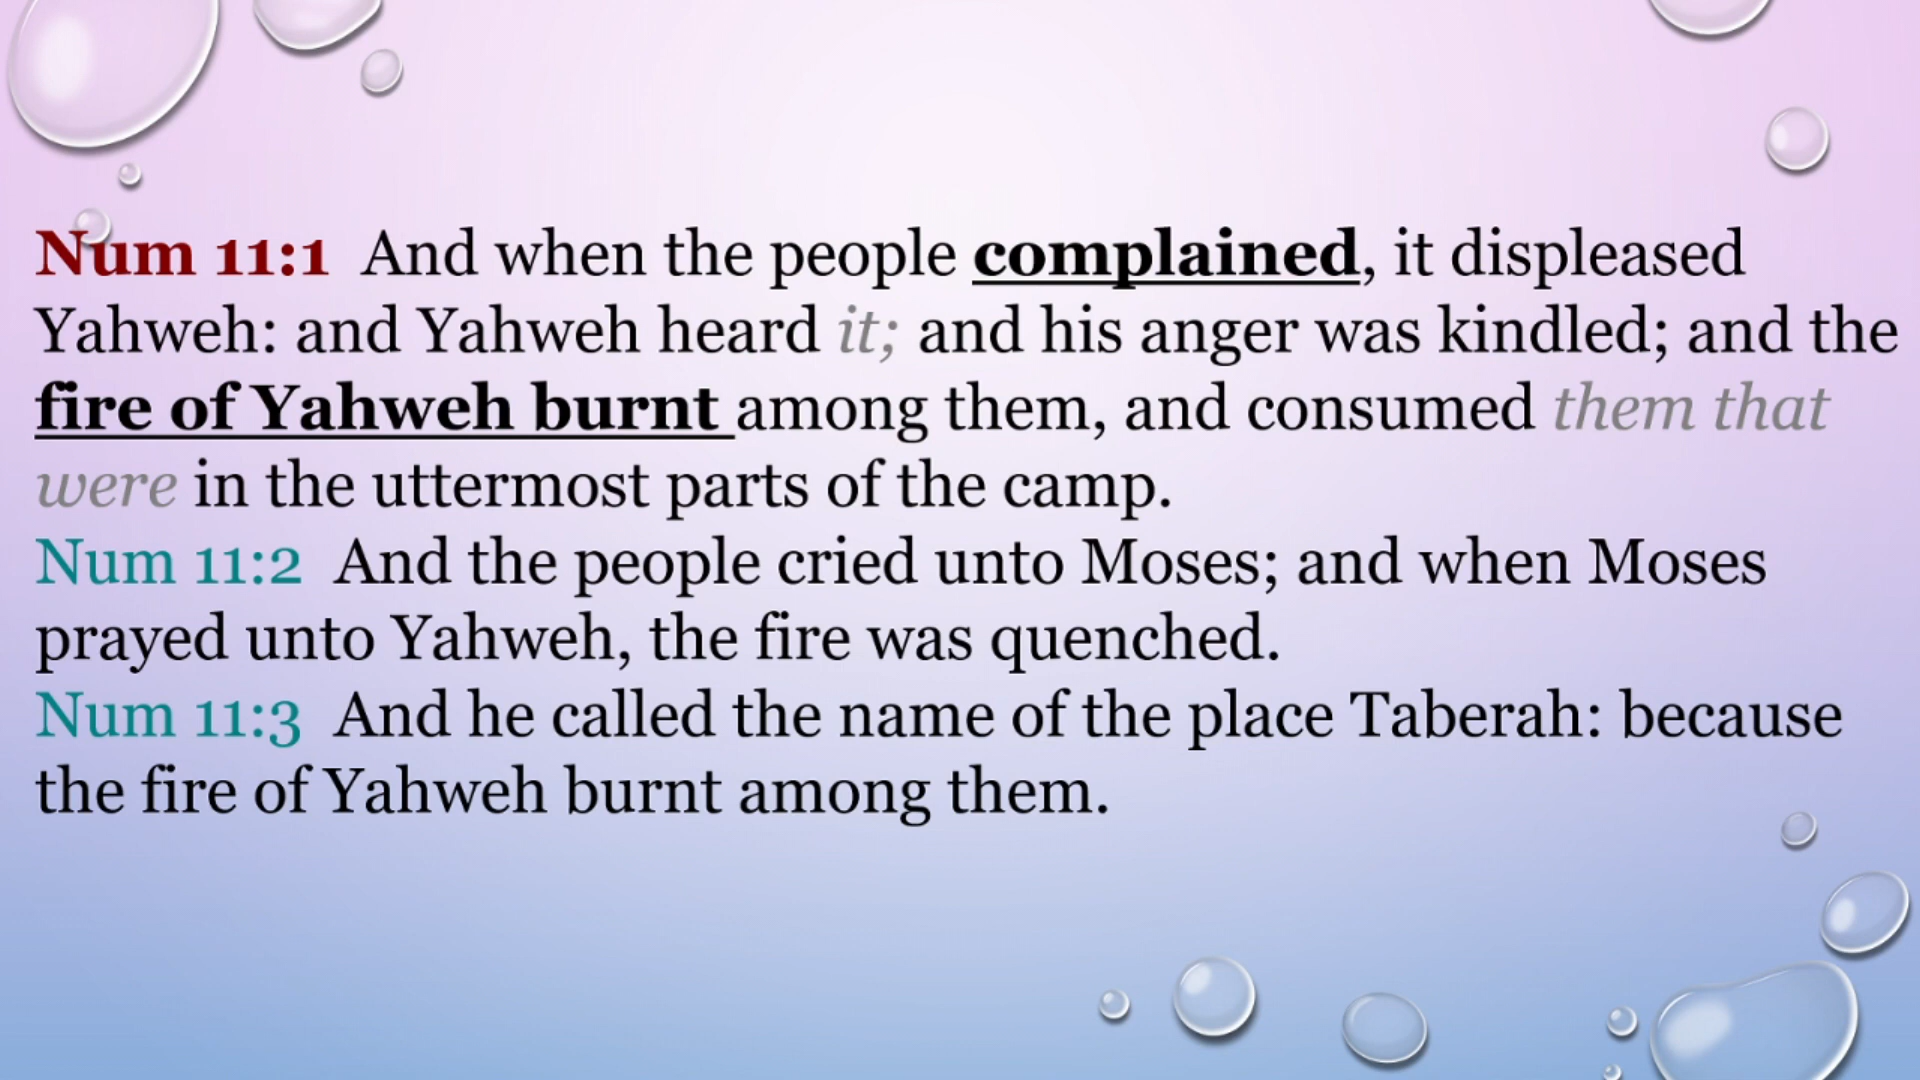 Num 11:1 And when the people complained, it displeased
Yahweh: and Yahweh heard it; and his anger was kindled; and the
fire of Yahweh burnt among them, and consumed them that
were in the uttermost parts of the camp.
Num 11:2 And the people cried unto Moses; and when Moses
prayed unto Yahweh, the fire was quenched.
Num 11:3 And he called the name of the place Taberah: because
the fire of Yahweh burnt among them.